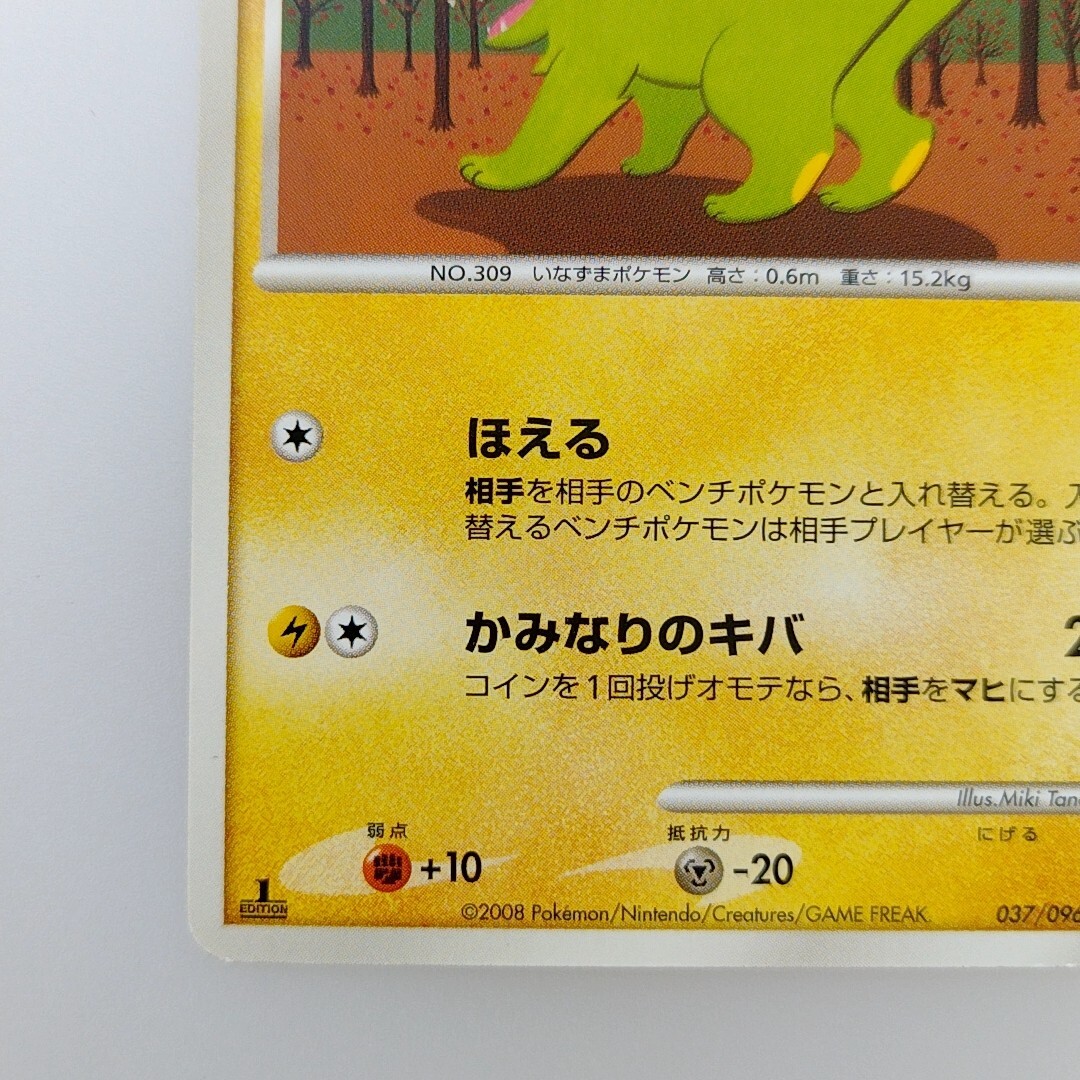 NO.309 いなずまポケモン 高さ：0.6m 重さ：15.2kg
ほえる
相手を相手のベンチポケモンと入れ替える。入
替えるベンチポケモンは相手プレイヤーが選ぶ
かみなりのキバ 2
コインを1回投げオモテなら、相手をマヒにする
Illus.Miki Tana
弱点 抵抗力 にげる
+10 -20
1 EDITION
©2008 Pokémon/Nintendo/Creatures/GAME FREAK. 037/096